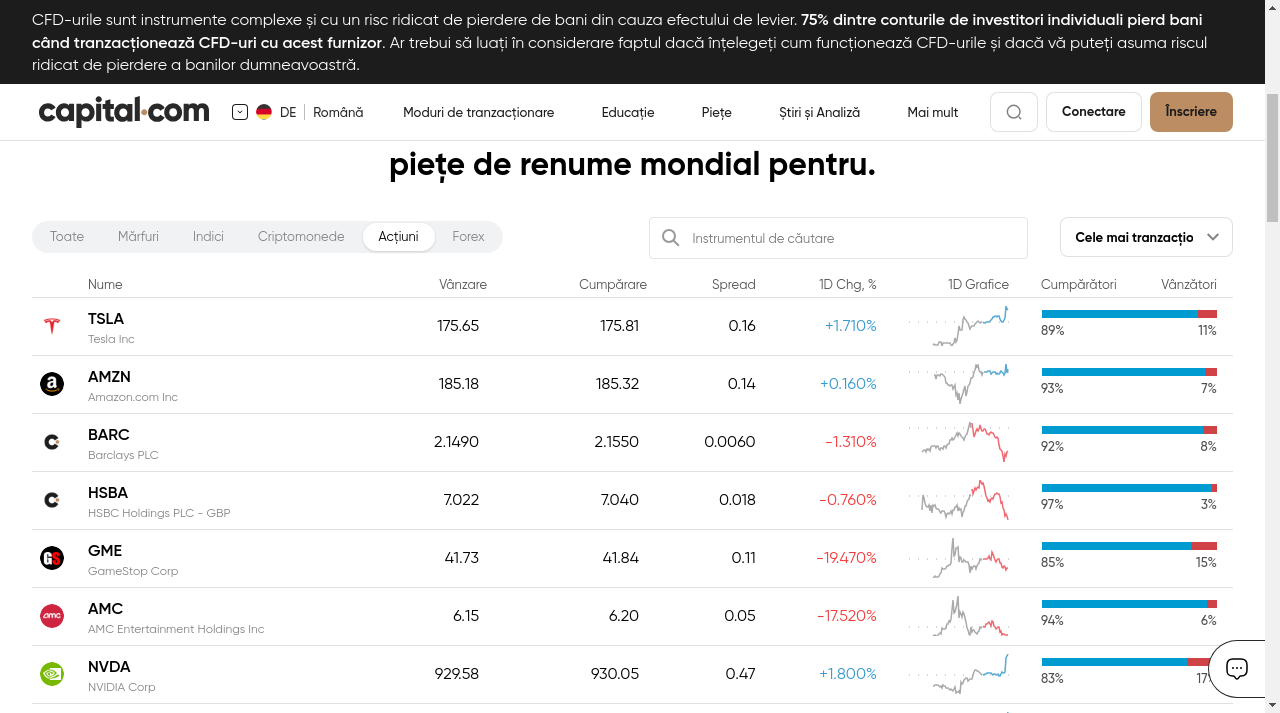 CFD-urile sunt instrumente complexe și cu un risc ridicat de pierdere de bani din cauza efectului de levier. 75% dintre conturile de investitori individuali pierd bani
când tranzacționează CFD-uri cu acest furnizor. Ar trebui să luați în considerare faptul dacă înțelegeți cum funcționează CFD-urile și dacă vă puteți asuma riscul
ridicat de pierdere a banilor dumneavoastră.
capital.com DE Română Moduri de tranzacționare Educație Piețe Știri și Analiză Mai mult Conectare Înscriere
piețe de renume mondial pentru.
Toate Mărfuri Indici Criptomonede Acțiuni Forex Instrumentul de căutare Cele mai tranzacțio
Nume Vânzare Cumpărare Spread 1D Chg, % 1D Grafice Cumpărători Vânzători
TSLA 175.65 175.81 0.16 +1.710% 89% 11%
Tesla Inc
AMZN 185.18 185.32 0.14 +0.160% 93% 7%
Amazon.com Inc
BARC 2.1490 2.1550 0.0060 -1.310% 92% 8%
Barclays PLC
HSBA 7.022 7.040 0.018 -0.760% 97% 3%
HSBC Holdings PLC - GBP
GS GME 41.73 41.84 0.11 -19.470% 85% 15%
GameStop Corp
amc AMC 6.15 6.20 0.05 -17.520% 94% 6%
AMC Entertainment Holdings Inc
NVDA 929.58 930.05 0.47 +1.800% 83% 17%
NVIDIA Corp